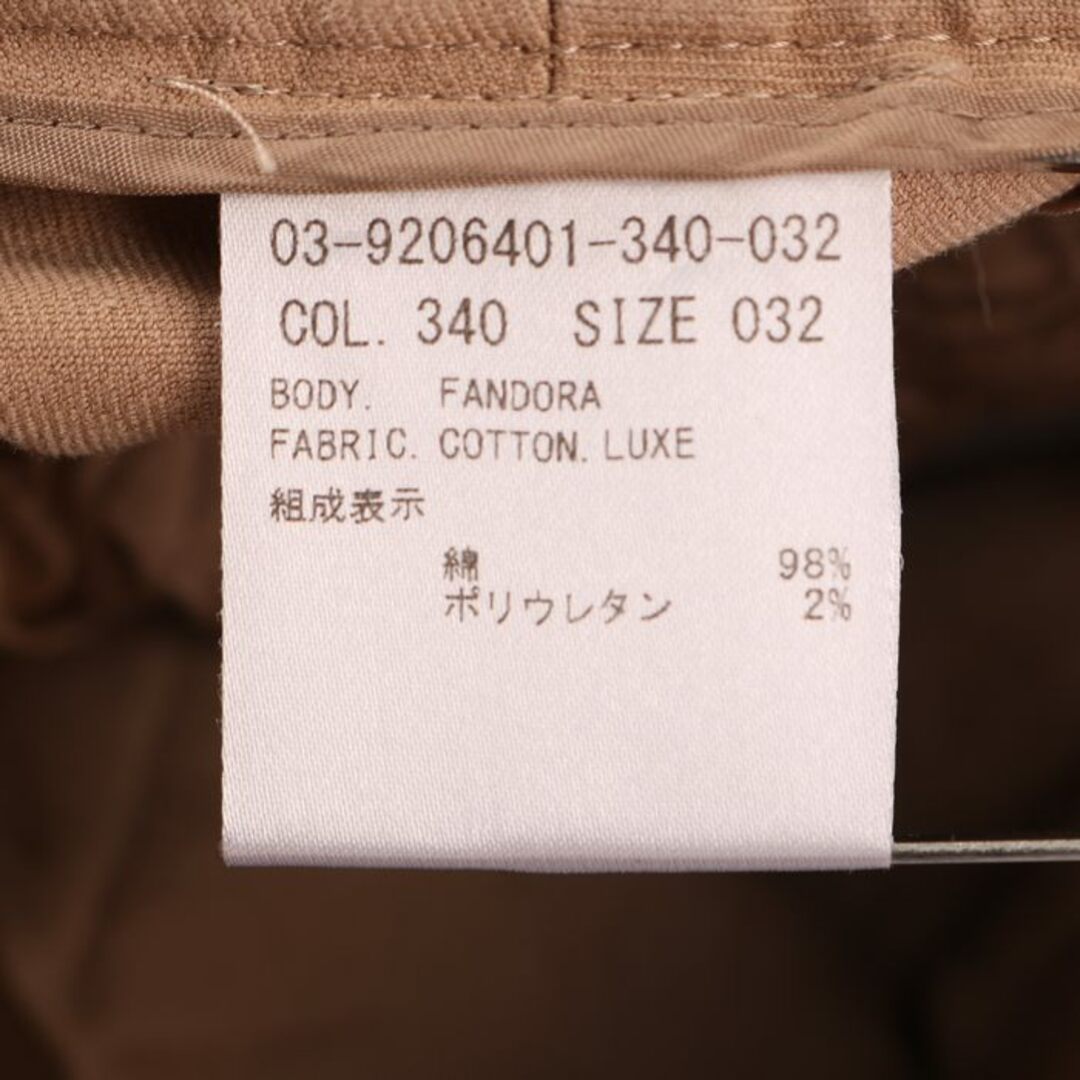 03-9206401-340-032
COL. 340 SIZE 032
BODY. FANDORA
FABRIC. COTTON. LUXE
組成表示
綿 98%
ポリウレタン 2%